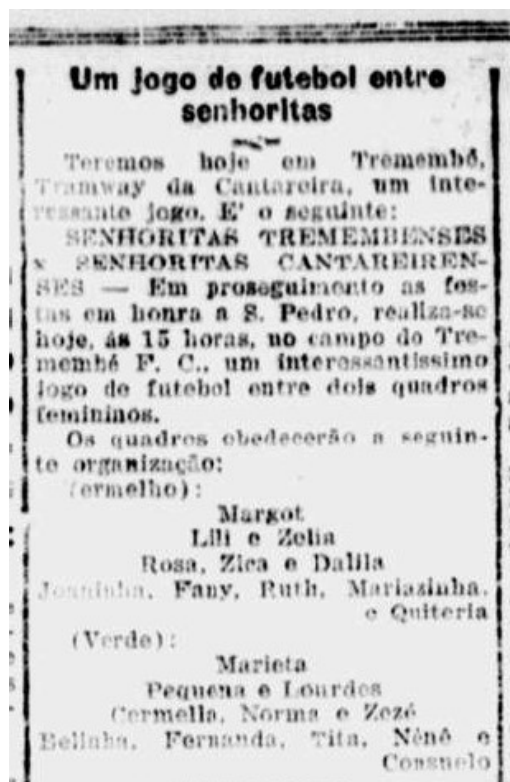 Um jogo de futebol entre
senhoritas
Teremos hoje em Tremembé,
Tramway da Cantareira, um inte-
ressante jogo. E' o seguinte:
SENHORITAS TREMEMBENSES
x SENHORITAS CANTAREIREN-
SES — Em proseguimento as fes-
tas em honra a S. Pedro, realiza-se
hoje, ás 15 horas, no campo do Tre-
membé F. C., um interessantissimo
jogo de futebol entre dois quadros
femininos.
Os quadros obedecerão a seguin-
te organização:
(ermelho):
Margot
Lili e Zelia
Rosa, Zica e Dalila
Joaninha, Fany, Ruth, Mariazinha,
e Quiteria
(Verde):
Marieta
Pequena e Lourdes
Cermella, Norma e Zezé
Belinha, Fernanda, Tita, Nênê e
Consuelo